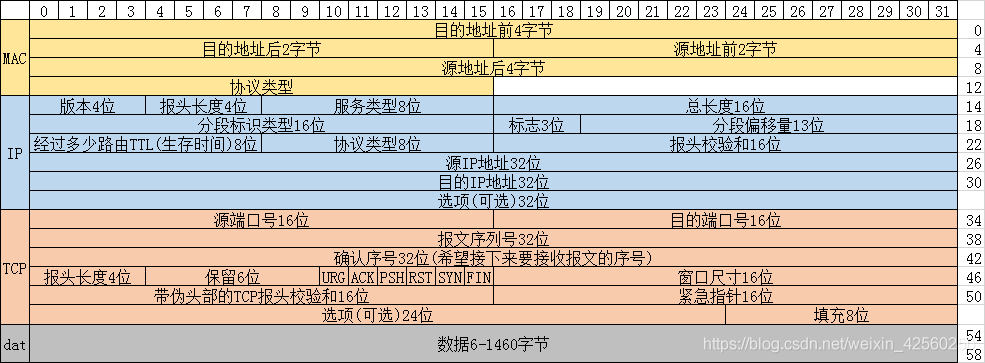 0 1 2 3 4 5 6 7 8 9 10 11 12 13 14 15 16 17 18 19 20 21 22 23 24 25 26 27 28 29 30 31
MAC 目的地址前4字节 0
目的地址后2字节 源地址前2字节 4
源地址后4字节 8
协议类型 12
IP 版本4位 报头长度4位 服务类型8位 总长度16位 14
分段标识类型16位 标志3位 分段偏移量13位 18
经过多少路由TTL(生存时间)8位 协议类型8位 报头校验和16位 22
源IP地址32位 26
目的IP地址32位 30
选项(可选)32位
TCP 源端口号16位 目的端口号16位 34
报文序列号32位 38
确认序号32位(希望接下来要接收报文的序号) 42
报头长度4位 保留6位 URG ACK PSH RST SYN FIN 窗口尺寸16位 46
带伪头部的TCP报头校验和16位 紧急指针16位 50
选项(可选)24位 填充8位
dat 数据6-1460字节 54
58